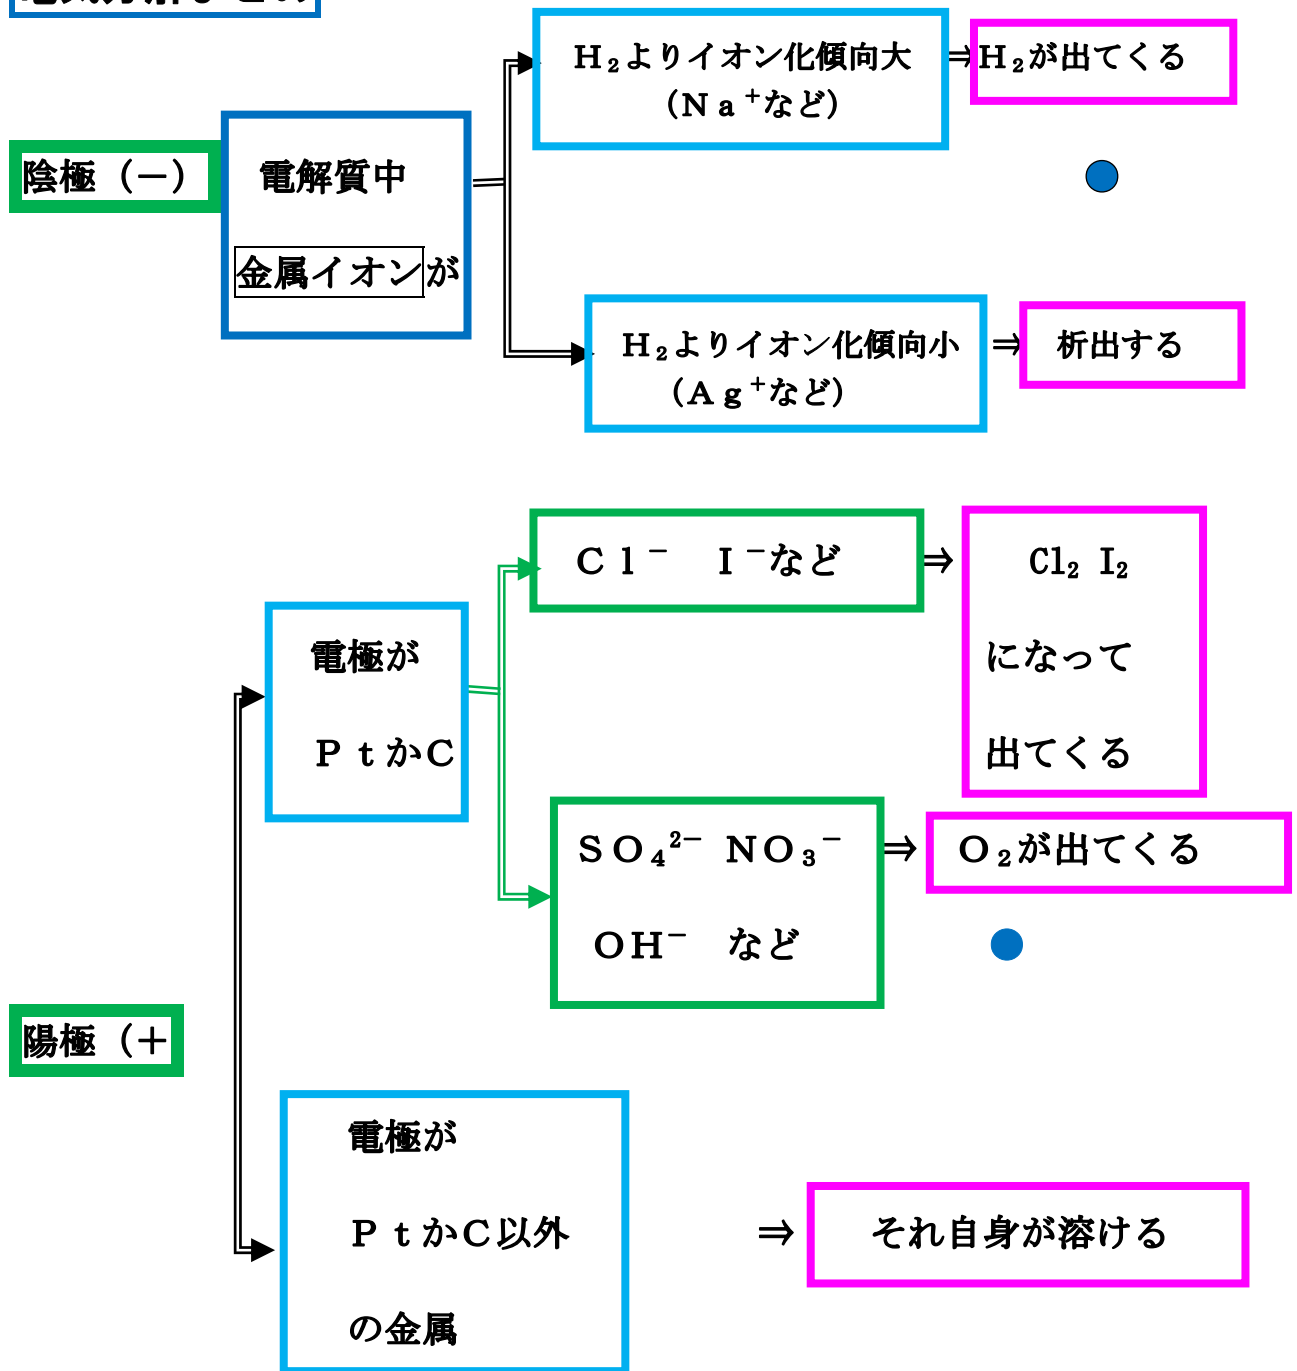 H₂よりイオン化傾向大 ⇒ H₂が出てくる
(Na⁺など)
陰極(－) 電解質中
金属イオンが
H₂よりイオン化傾向小 ⇒ 析出する
(Ag⁺など)
Cl⁻ I⁻など ⇒ Cl₂ I₂
電極が になって
PtかC 出てくる
SO₄²⁻ NO₃⁻ ⇒ O₂が出てくる
OH⁻ など
陽極(＋
電極が
PtかC以外 ⇒ それ自身が溶ける
の金属